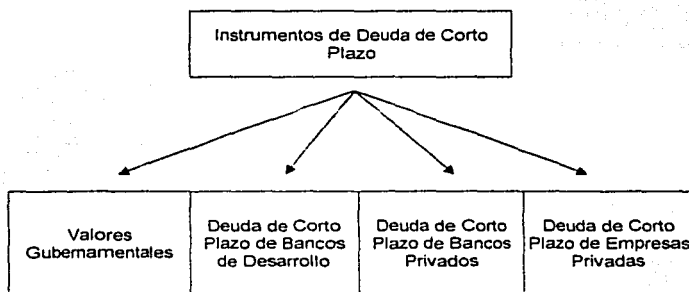 Instrumentos de Deuda de Corto
Plazo
Valores
Gubernamentales
Deuda de Corto
Plazo de Bancos
de Desarrollo
Deuda de Corto
Plazo de Bancos
Privados
Deuda de Corto
Plazo de Empresas
Privadas